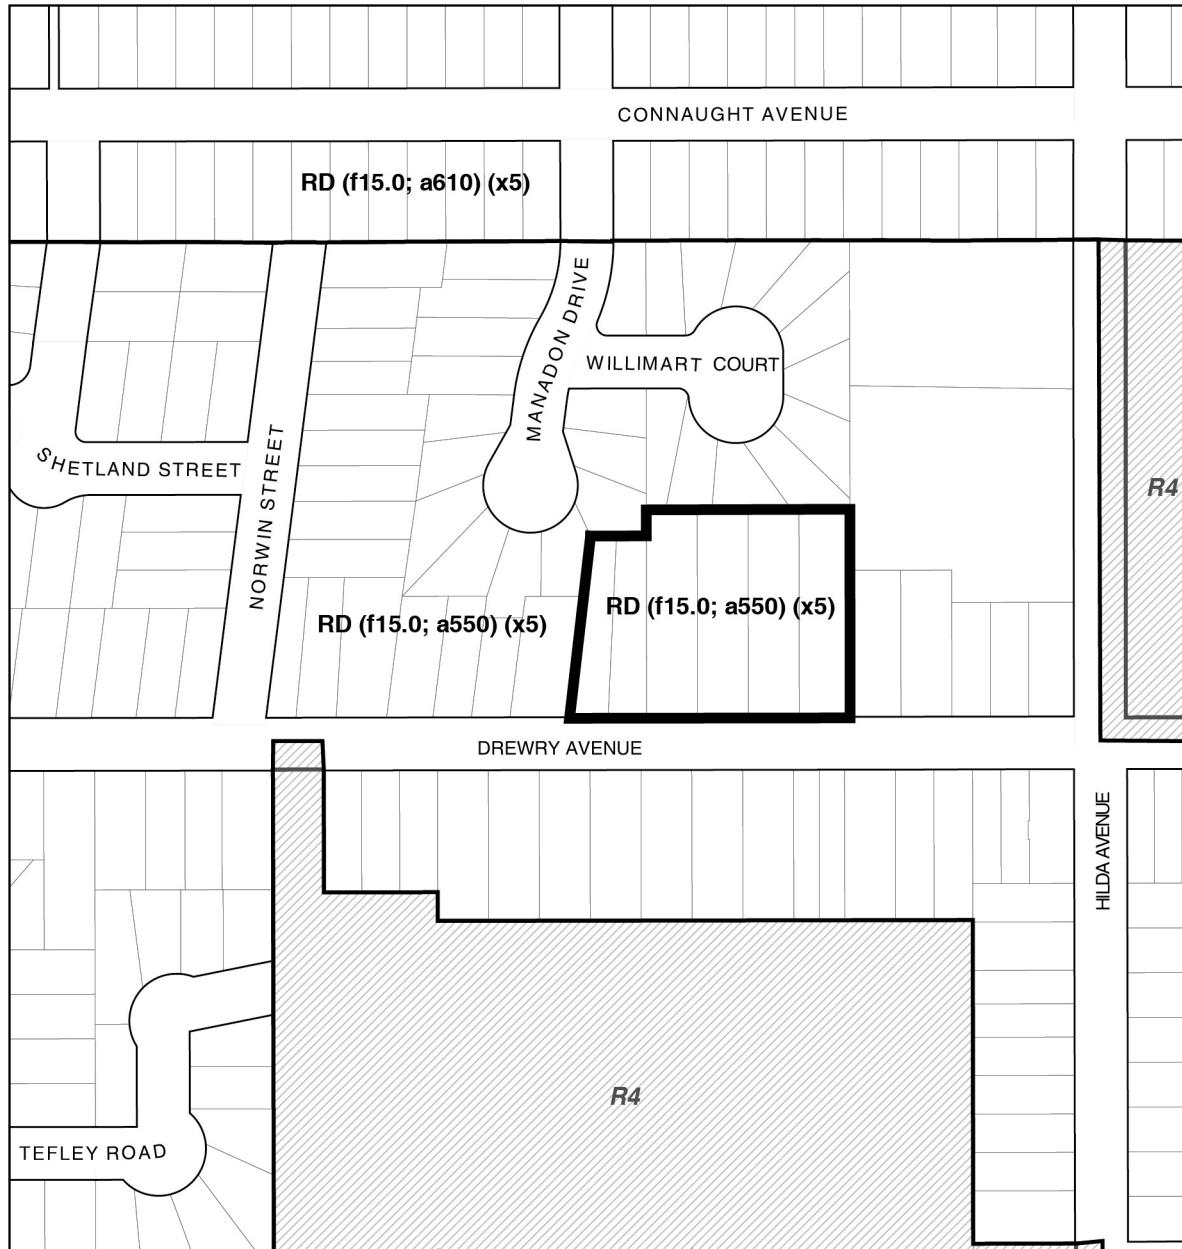 CONNAUGHT AVENUE
RD (f15.0; a610) (x5)
MANADON DRIVE
WILLIMART COURT
SHETLAND STREET
NORWIN STREET
R4
RD (f15.0; a550) (x5)
RD (f15.0; a550) (x5)
DREWRY AVENUE
HILDA AVENUE
R4
TEFLEY ROAD